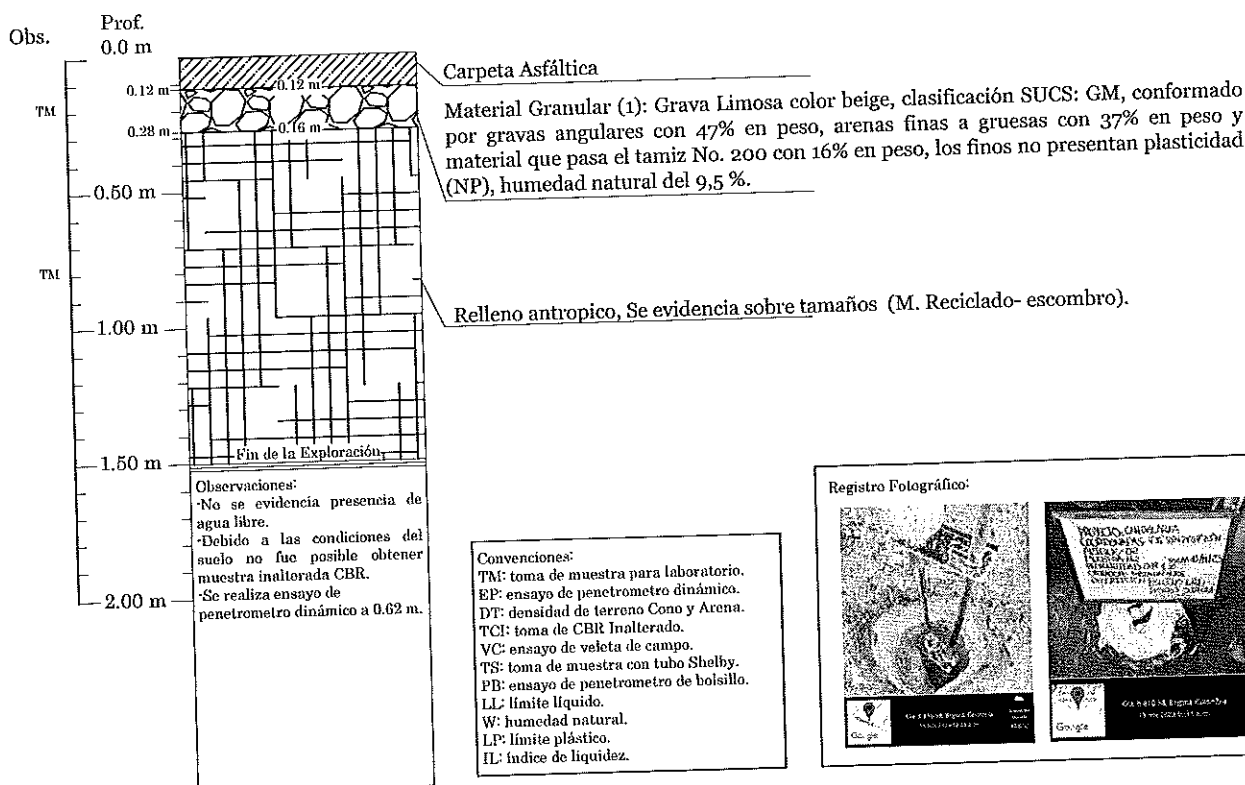 Obs.
Prof.
0.0 m
0.12 m
0.12 m
TM
0.28 m
0.16 m
0.50 m
TM
1.00 m
Fin de la Exploración
1.50 m
2.00 m
Carpeta Asfáltica
Material Granular (1): Grava Limosa color beige, clasificación SUCS: GM, conformado
por gravas angulares con 47% en peso, arenas finas a gruesas con 37% en peso y
material que pasa el tamiz No. 200 con 16% en peso, los finos no presentan plasticidad
(NP), humedad natural del 9,5 %.
Relleno antropico, Se evidencia sobre tamaños (M. Reciclado- escombro).
Observaciones:
-No se evidencia presencia de
agua libre.
-Debido a las condiciones del
suelo no fue posible obtener
muestra inalterada CBR.
-Se realiza ensayo de
penetrometro dinámico a 0.62 m.
Convenciones:
TM: toma de muestra para laboratorio.
EP: ensayo de penetrometro dinámico.
DT: densidad de terreno Cono y Arena.
TCI: toma de CBR Inalterado.
VC: ensayo de veleta de campo.
TS: toma de muestra con tubo Shelby.
PB: ensayo de penetrometro de bolsillo.
LL: límite líquido.
W: humedad natural.
LP: límite plástico.
IL: índice de liquidez.
Registro Fotográfico:
Google
Google